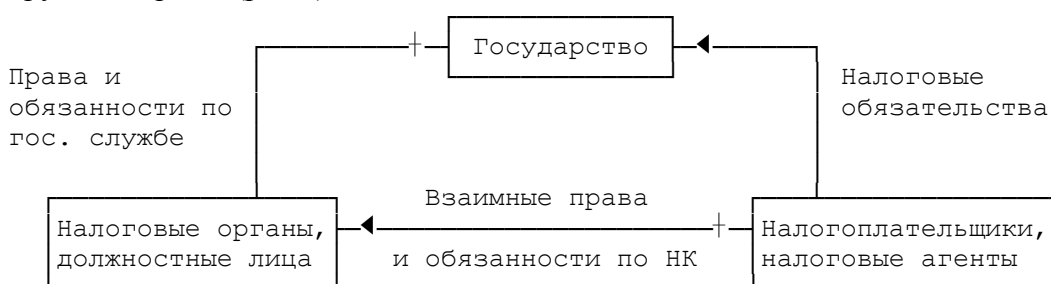 Государство
Права и
обязанности по
гос. службе
Налоговые
обязательства
Взаимные права
и обязанности по НК
Налоговые органы,
должностные лица
Налогоплательщики,
налоговые агенты